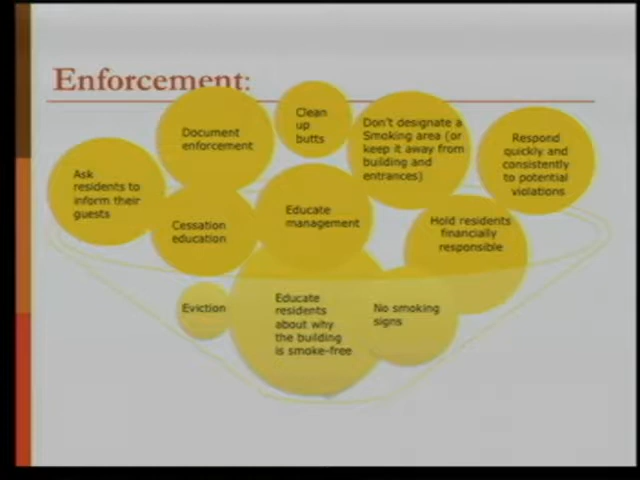 Enforcement:
Clean
up
butts
Document
enforcement
Don't designate a
Smoking area (or
keep it away from
building and
entrances)
Respond
quickly and
consistently
to potential
violations
Ask
residents to
inform their
guests
Cessation
education
Educate
management
Hold residents
financially
responsible
Eviction
Educate
residents
about why
the building
is smoke-free
No smoking
signs